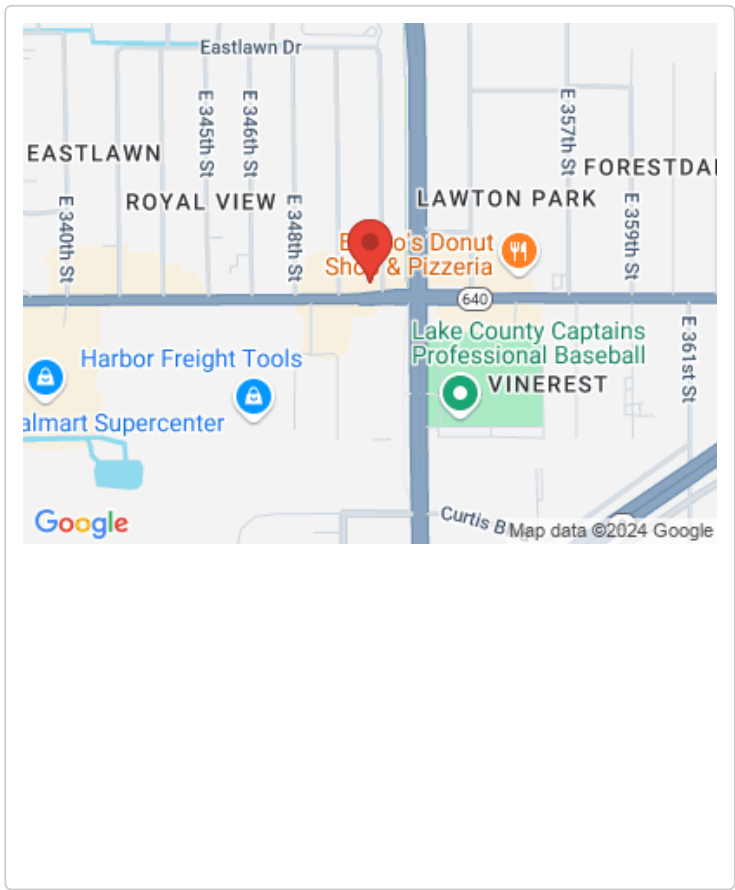 Eastlawn Dr
E 345th St
E 346th St
E 357th St
EASTLAWN
FORESTDA
ROYAL VIEW
LAWTON PARK
E 340th St
E 348th St
E 359th St
Donut
& Pizzeria
640
Lake County Captains
Professional Baseball
E 361st St
Harbor Freight Tools
VINEREST
almart Supercenter
Curtis B
Google
Map data ©2024 Google